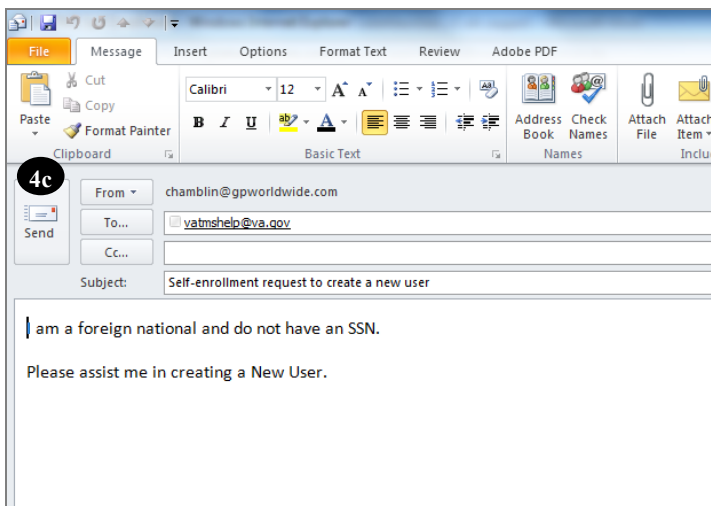 File Message Insert Options Format Text Review Adobe PDF
Cut
Copy
Format Painter
Paste
Calibri 12
B I U
Address Book
Check Names
Attach File
Attach Item
Clipboard Basic Text Names Inclu
4c
Send
From chamblin@gpworldwide.com
To... vatmshelp@va.gov
Cc...
Subject: Self-enrollment request to create a new user
I am a foreign national and do not have an SSN.
Please assist me in creating a New User.